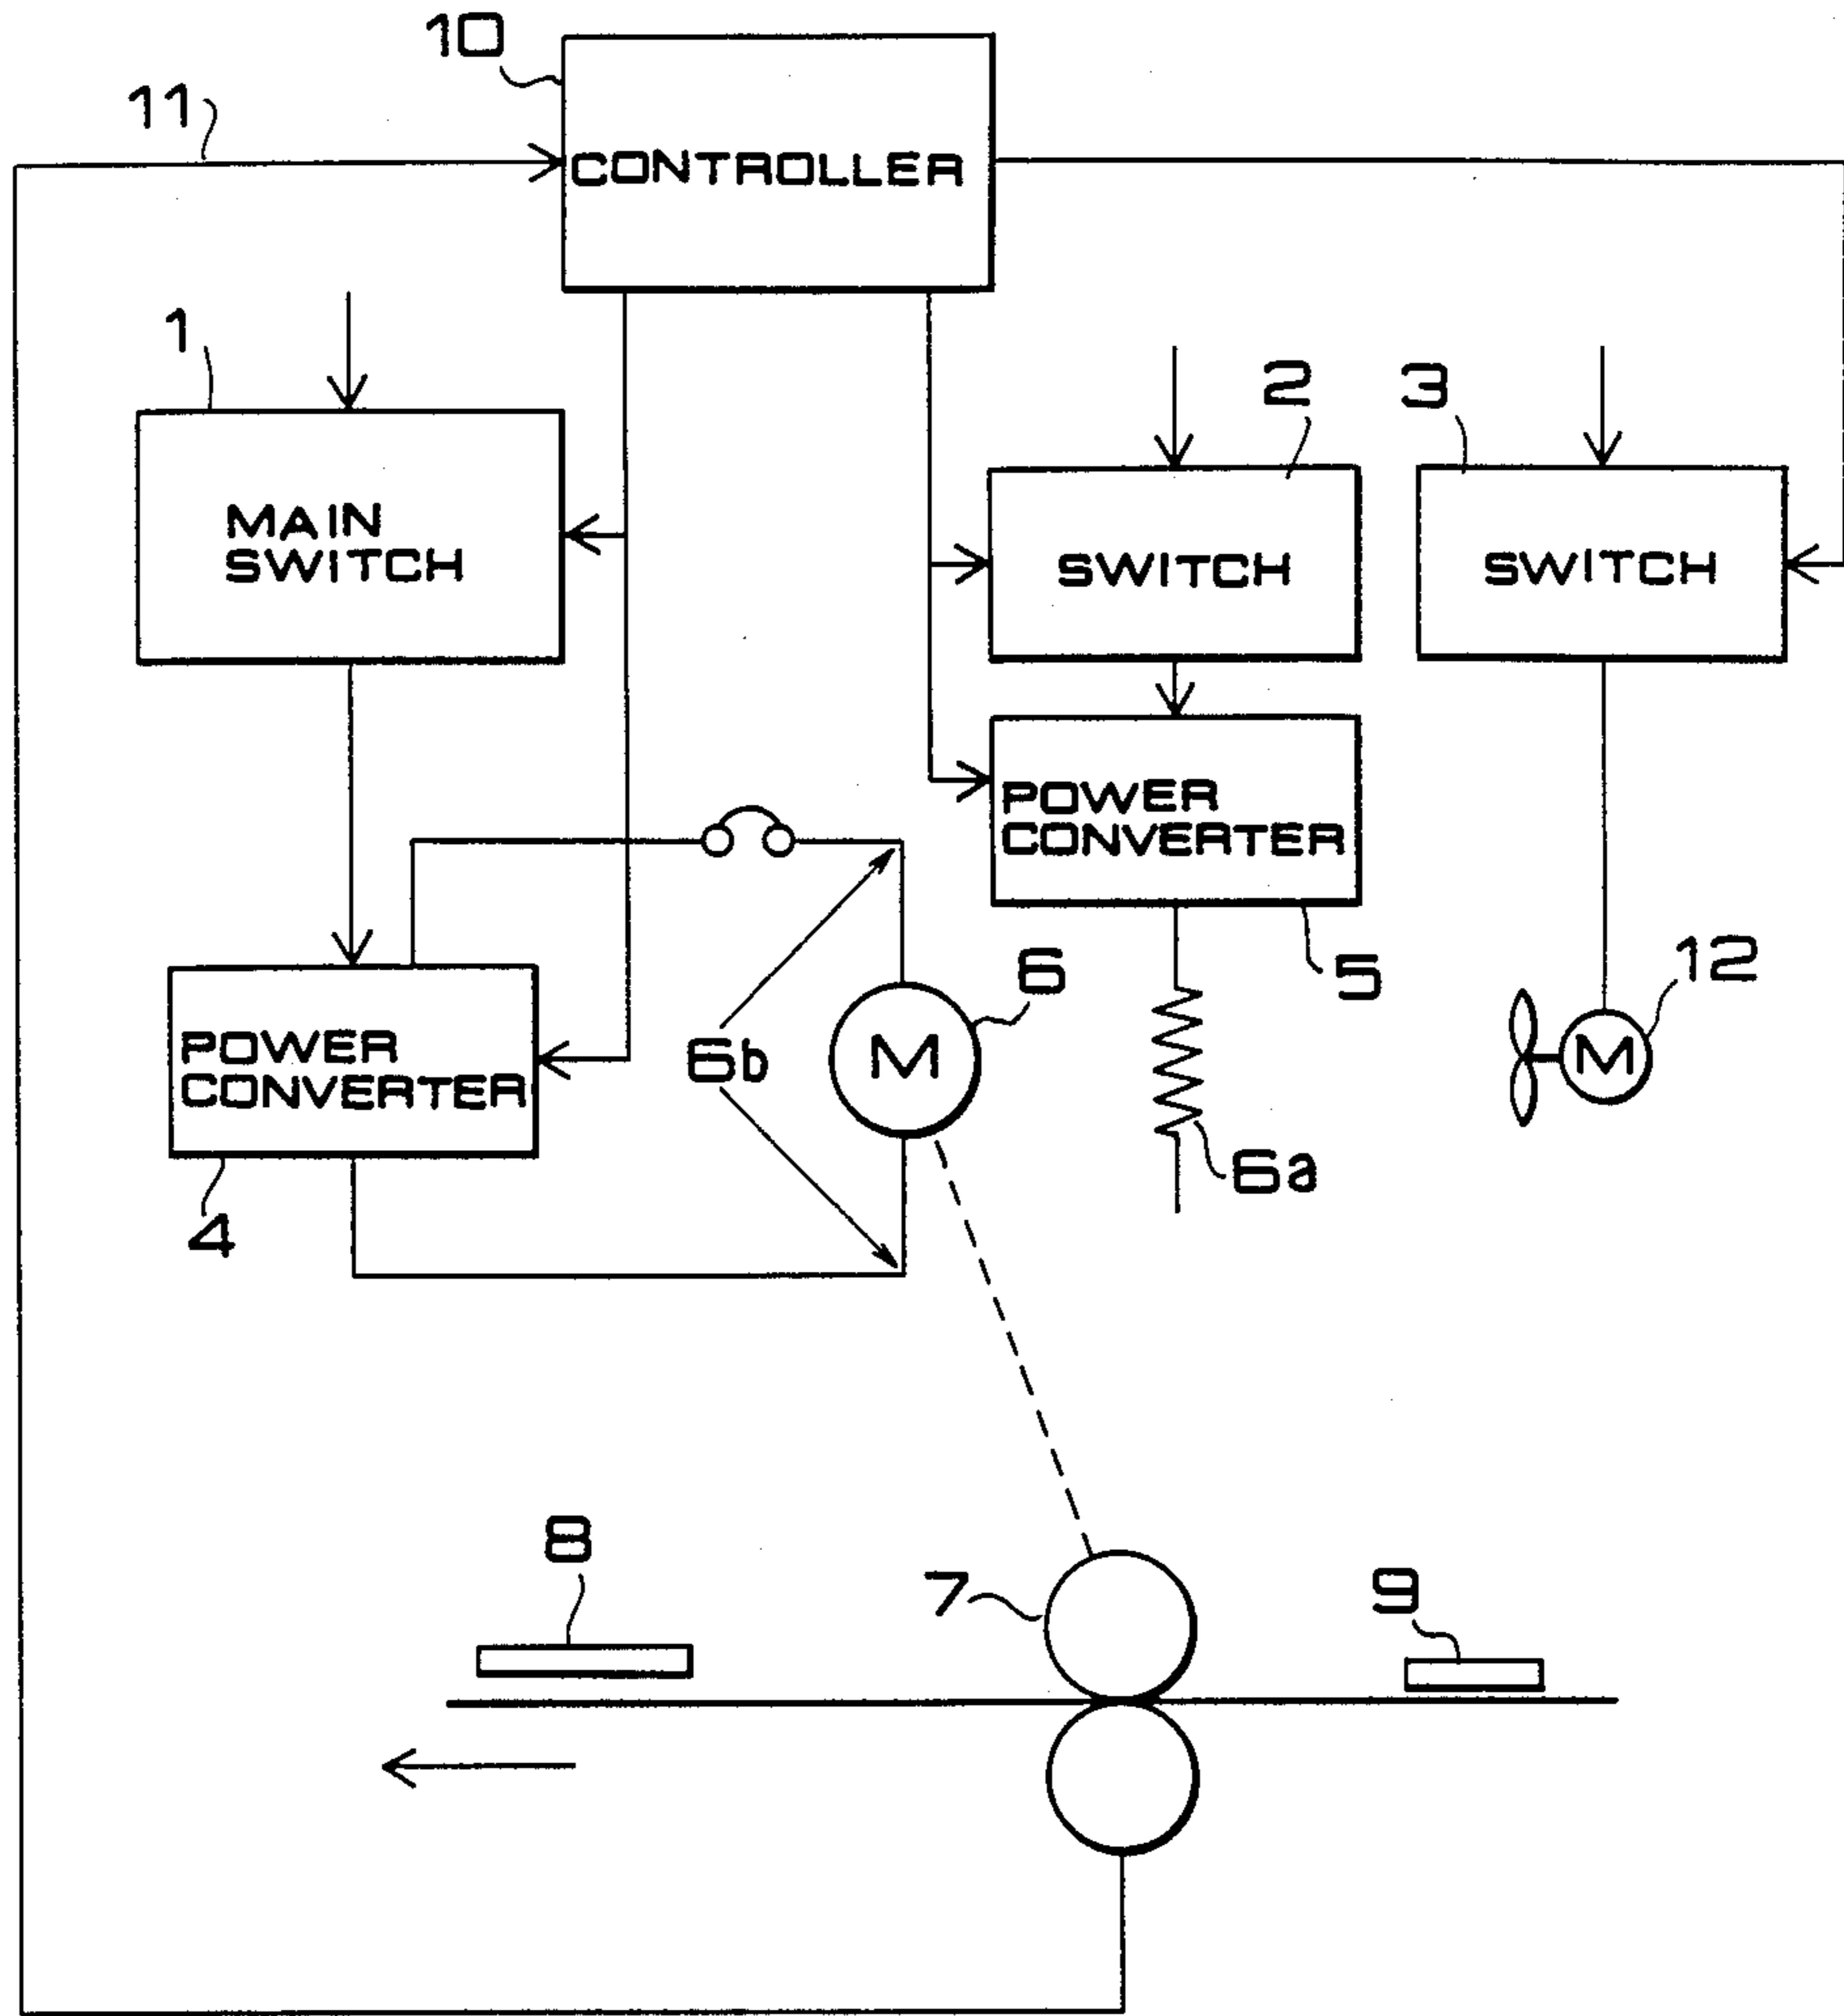 10
11
CONTROLLER
1
2
3
MAIN
SWITCH
SWITCH
SWITCH
POWER
CONVERTER
6
5
12
POWER
CONVERTER
6b
M
M
6a
4
8
7
9